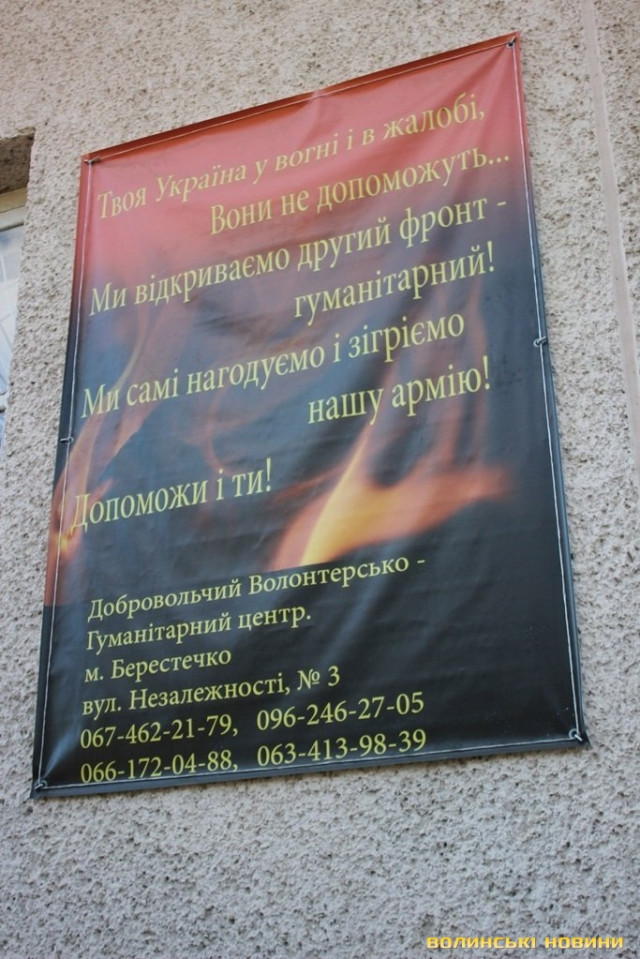 Твоя Україна у вогні і в жалобі,
Вони не допоможуть...
Ми відкриваємо другий фронт -
гуманітарний!
Ми самі нагодуємо і зігріємо
нашу армію!
Допоможи і ти!
Добровольчий Волонтерсько -
Гуманітарний центр.
м. Берестечко
вул. Незалежності, № 3
067-462-21-79, 096-246-27-05
066-172-04-88, 063-413-98-39
ВОЛИНСЬКІ НОВИНИ